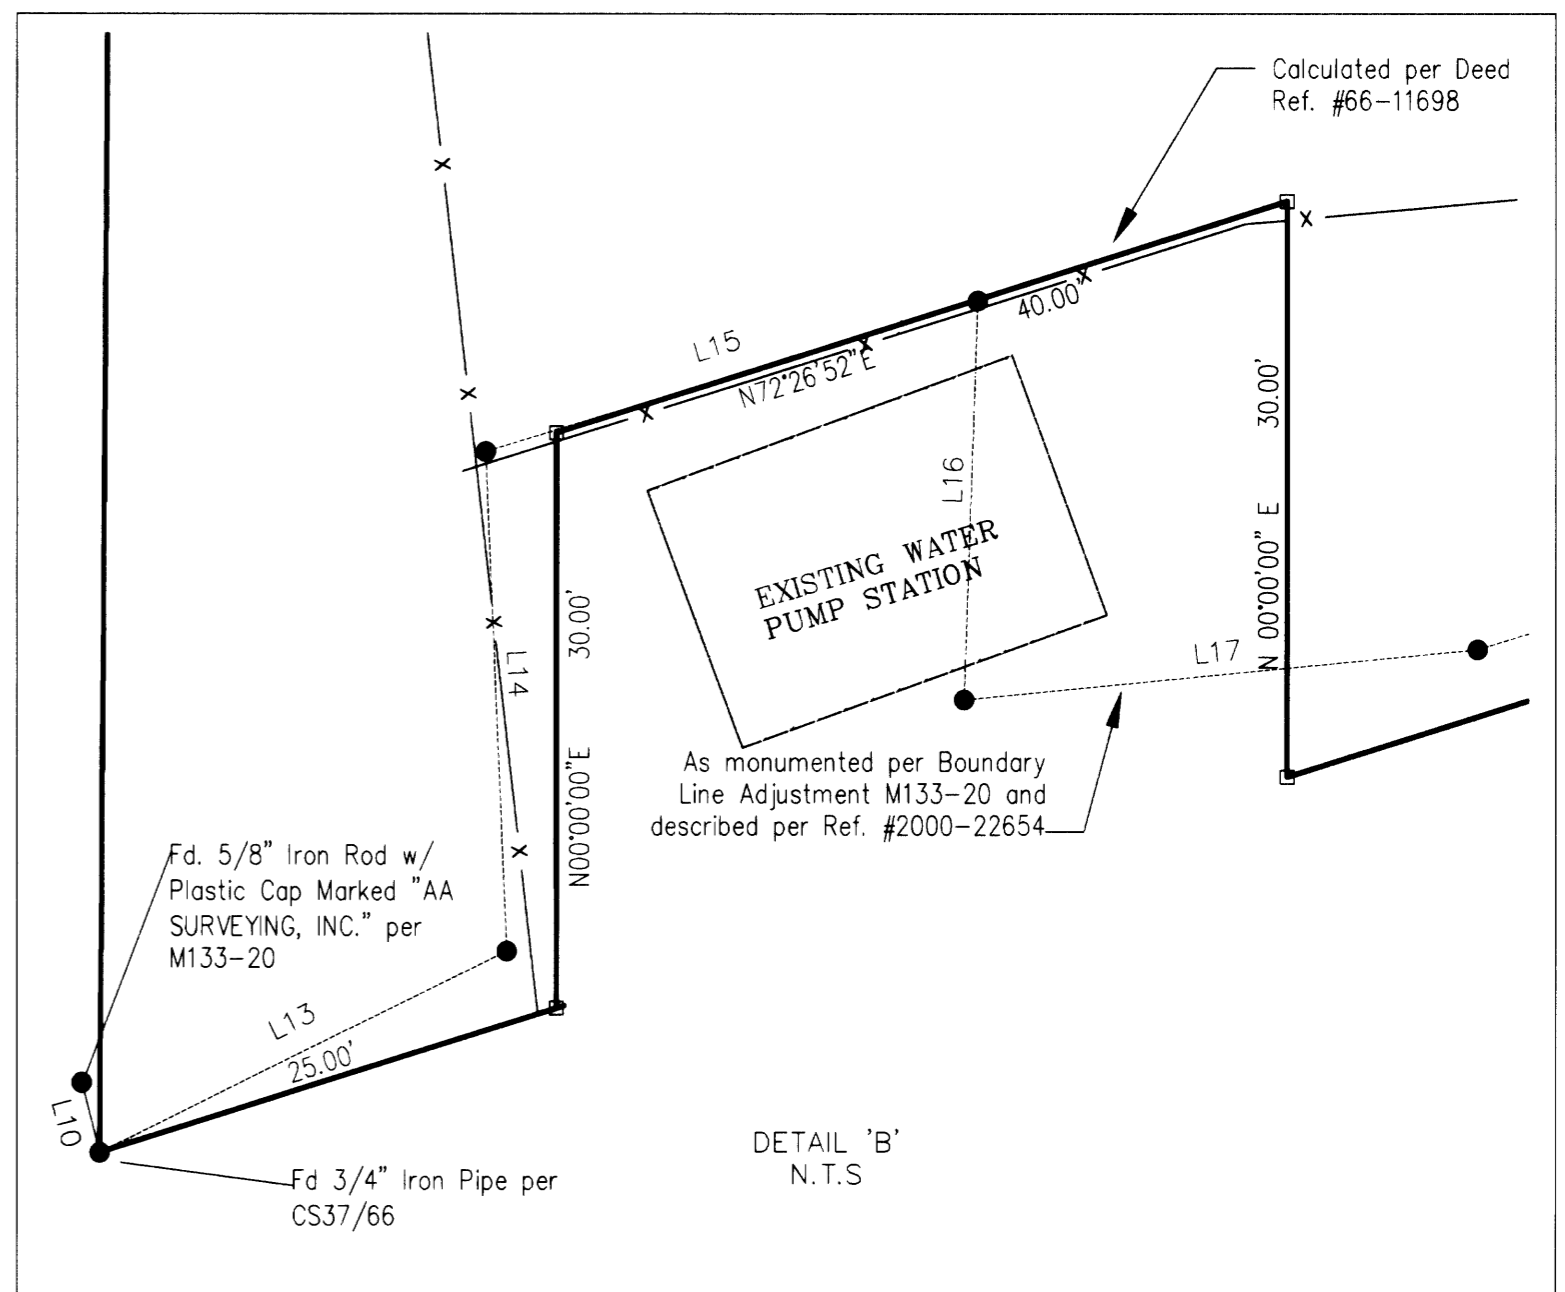 Calculated per Deed
Ref. #66-11698
L15
40.00'
N72°26'52"E
30.00'
N 00°00'00" E
L16
EXISTING WATER
PUMP STATION
30.00'
N00°00'00"E
L14
L17
As monumented per Boundary
Line Adjustment M133-20 and
described per Ref. #2000-22654
Fd. 5/8" Iron Rod w/
Plastic Cap Marked "AA
SURVEYING, INC." per
M133-20
L13
25.00'
L10
Fd 3/4" Iron Pipe per
CS37/66
DETAIL 'B'
N.T.S
X
X
X
X
X
X
X
X